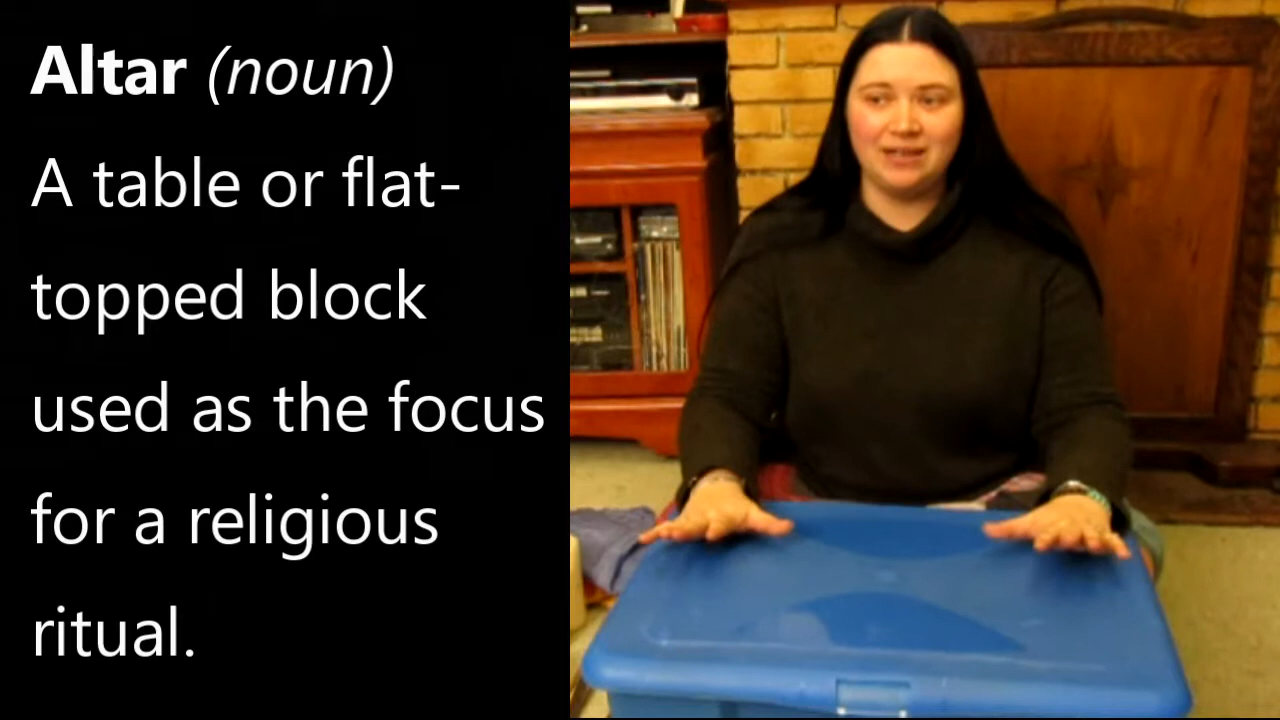 Altar (noun)
A table or flat-
topped block
used as the focus
for a religious
ritual.